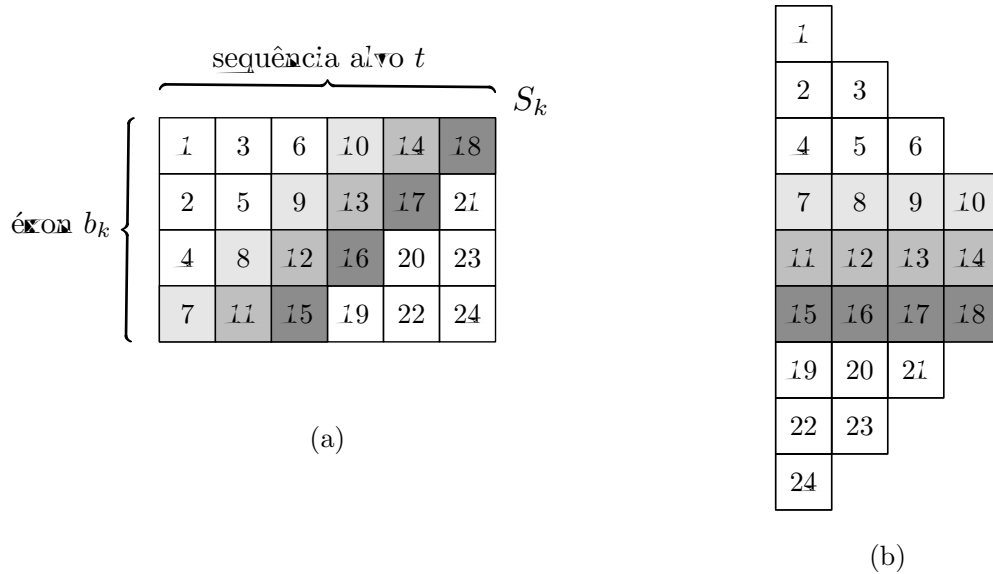 sequência alvo t
S_k
1 3 6 10 14 18
2 5 9 13 17 21
éxon b_k
4 8 12 16 20 23
7 11 15 19 22 24
(a)
1
2 3
4 5 6
7 8 9 10
11 12 13 14
15 16 17 18
19 20 21
22 23
24
(b)